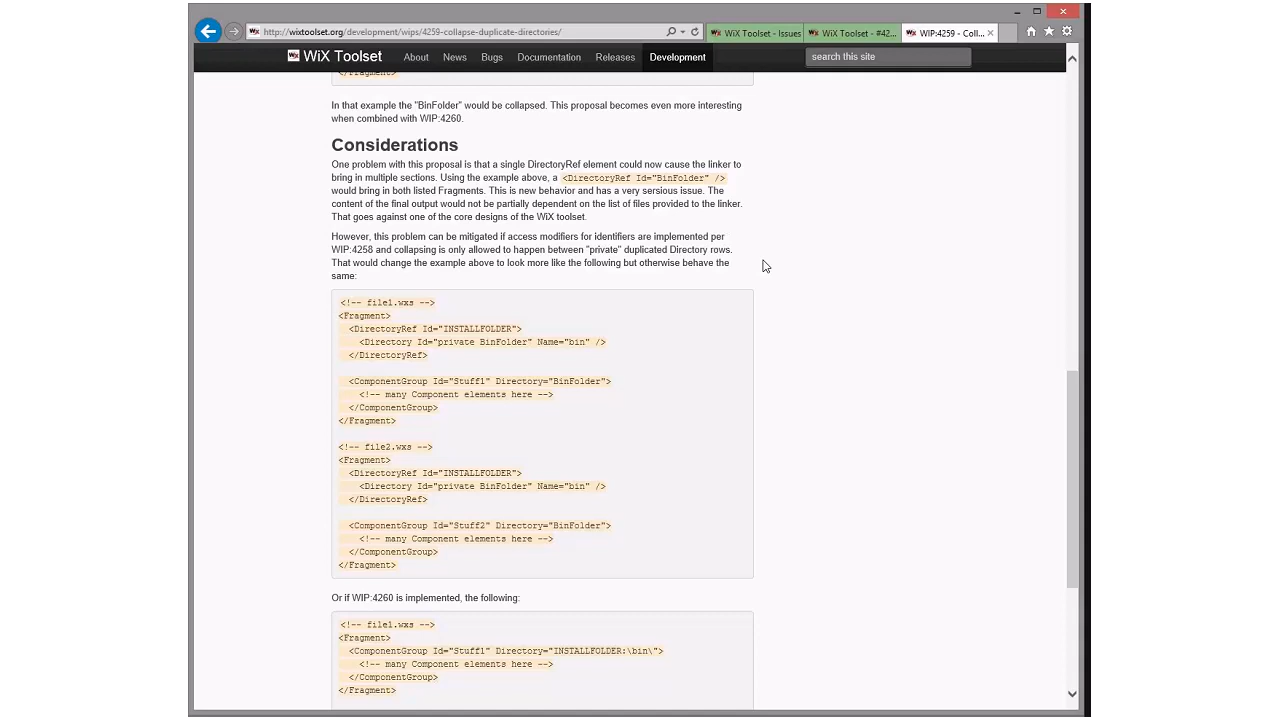 http://wixtoolset.org/development/wips/4259-collapse-duplicate-directories/
WiX Toolset - Issues
WiX Toolset - #42...
WIP:4259 - Coll...
WiX Toolset
About
News
Bugs
Documentation
Releases
Development
search this site
</Fragment>
In that example the "BinFolder" would be collapsed. This proposal becomes even more interesting
when combined with WIP:4260.
Considerations
One problem with this proposal is that a single DirectoryRef element could now cause the linker to
bring in multiple sections. Using the example above, a <DirectoryRef Id="BinFolder" />
would bring in both listed Fragments. This is new behavior and has a very sersious issue. The
content of the final output would not be partially dependent on the list of files provided to the linker.
That goes against one of the core designs of the WiX toolset.
However, this problem can be mitigated if access modifiers for identifiers are implemented per
WIP:4258 and collapsing is only allowed to happen between "private" duplicated Directory rows.
That would change the example above to look more like the following but otherwise behave the
same:
<!-- file1.wxs -->
<Fragment>
<DirectoryRef Id="INSTALLFOLDER">
<Directory Id="private BinFolder" Name="bin" />
</DirectoryRef>
<ComponentGroup Id="Stuff1" Directory="BinFolder">
<!-- many Component elements here -->
</ComponentGroup>
</Fragment>
<!-- file2.wxs -->
<Fragment>
<DirectoryRef Id="INSTALLFOLDER">
<Directory Id="private BinFolder" Name="bin" />
</DirectoryRef>
<ComponentGroup Id="Stuff2" Directory="BinFolder">
<!-- many Component elements here -->
</ComponentGroup>
</Fragment>
Or if WIP:4260 is implemented, the following:
<!-- file1.wxs -->
<Fragment>
<ComponentGroup Id="Stuff1" Directory="INSTALLFOLDER:\bin\">
<!-- many Component elements here -->
</ComponentGroup>
</Fragment>